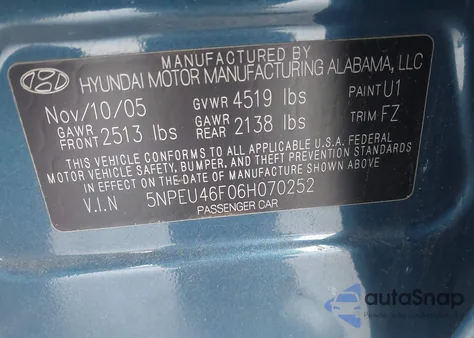 MANUFACTURED BY
HYUNDAI MOTOR MANUFACTURING ALABAMA, LLC
Nov/10/05 GVWR 4519 lbs PAINT U1
GAWR FRONT 2513 lbs GAWR REAR 2138 lbs TRIM FZ
THIS VEHICLE CONFORMS TO ALL APPLICABLE U.S.A. FEDERAL
MOTOR VEHICLE SAFETY, BUMPER, AND THEFT PREVENTION STANDARDS
IN EFFECT ON THE DATE OF MANUFACTURE SHOWN ABOVE.
V.I.N 5NPEU46F06H070252
PASSENGER CAR
autoSnap